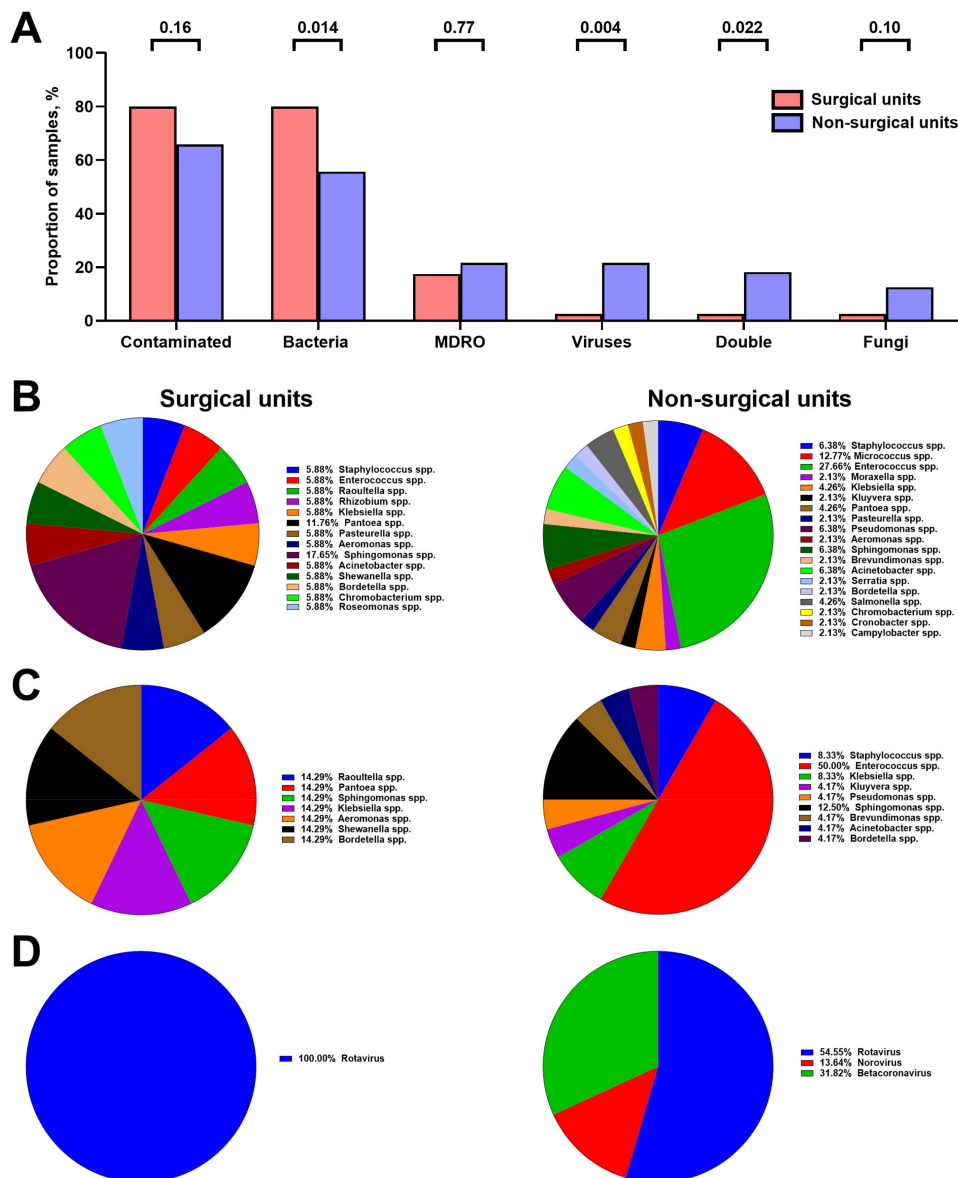 A
0.16 0.014 0.77 0.004 0.022 0.10
Proportion of samples, %
100
80
60
40
20
0
Surgical units
Non-surgical units
Contaminated Bacteria MDRO Viruses Double Fungi
B
Surgical units
5.88% Staphylococcus spp.
5.88% Enterococcus spp.
5.88% Raoultella spp.
5.88% Rhizobium spp.
5.88% Klebsiella spp.
11.76% Pantoea spp.
5.88% Pasteurella spp.
5.88% Aeromonas spp.
17.65% Sphingomonas spp.
5.88% Acinetobacter spp.
5.88% Shewanella spp.
5.88% Bordetella spp.
5.88% Chromobacterium spp.
5.88% Roseomonas spp.
Non-surgical units
6.38% Staphylococcus spp.
12.77% Micrococcus spp.
27.66% Enterococcus spp.
2.13% Moraxella spp.
4.26% Klebsiella spp.
2.13% Kluyvera spp.
4.26% Pantoea spp.
2.13% Pasteurella spp.
6.38% Pseudomonas spp.
2.13% Aeromonas spp.
6.38% Sphingomonas spp.
2.13% Brevundimonas spp.
6.38% Acinetobacter spp.
2.13% Serratia spp.
2.13% Bordetella spp.
4.26% Salmonella spp.
2.13% Chromobacterium spp.
2.13% Cronobacter spp.
2.13% Campylobacter spp.
C
14.29% Raoultella spp.
14.29% Pantoea spp.
14.29% Sphingomonas spp.
14.29% Klebsiella spp.
14.29% Aeromonas spp.
14.29% Shewanella spp.
14.29% Bordetella spp.
8.33% Staphylococcus spp.
50.00% Enterococcus spp.
8.33% Klebsiella spp.
4.17% Kluyvera spp.
4.17% Pseudomonas spp.
12.50% Sphingomonas spp.
4.17% Brevundimonas spp.
4.17% Acinetobacter spp.
4.17% Bordetella spp.
D
100.00% Rotavirus
54.55% Rotavirus
13.64% Norovirus
31.82% Betacoronavirus